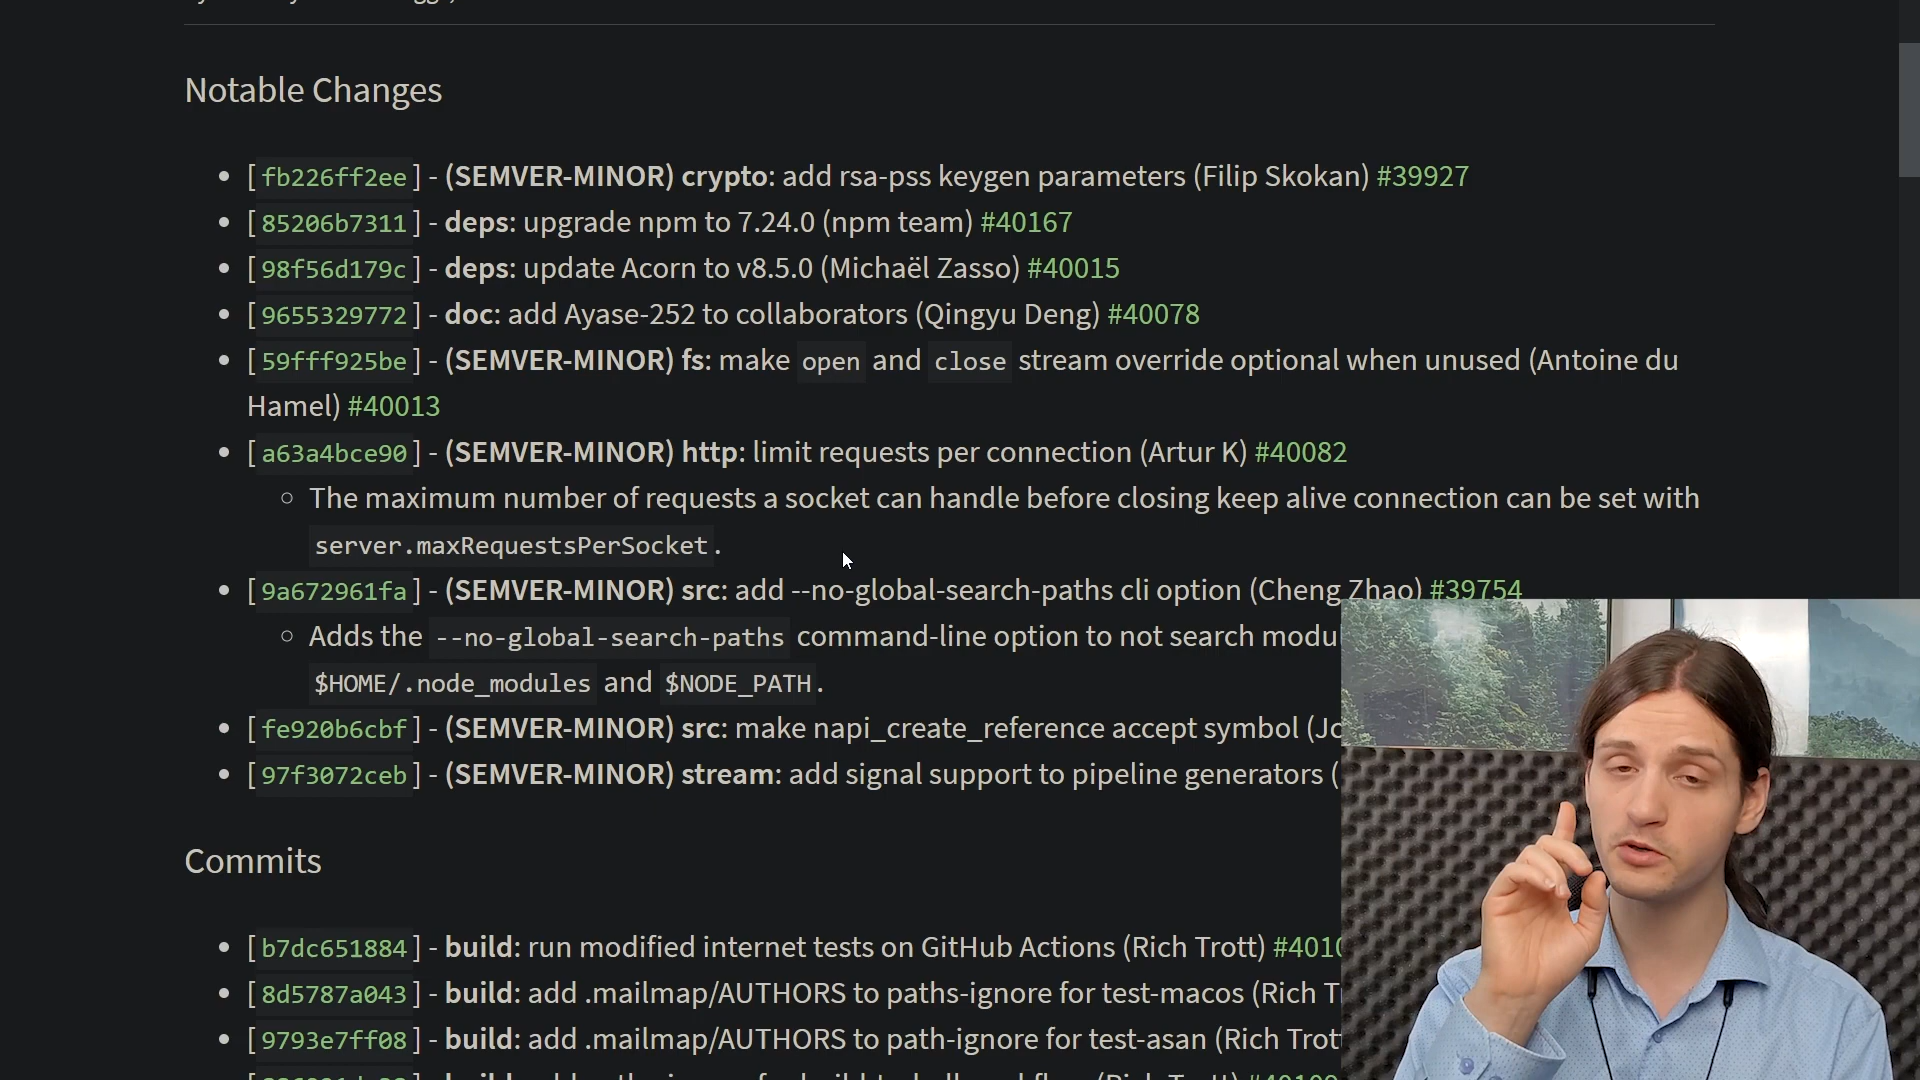 Notable Changes
[fb226ff2ee] - (SEMVER-MINOR) crypto: add rsa-pss keygen parameters (Filip Skokan) #39927
[85206b7311] - deps: upgrade npm to 7.24.0 (npm team) #40167
[98f56d179c] - deps: update Acorn to v8.5.0 (Michaël Zasso) #40015
[9655329772] - doc: add Ayase-252 to collaborators (Qingyu Deng) #40078
[59fff925be] - (SEMVER-MINOR) fs: make open and close stream override optional when unused (Antoine du
Hamel) #40013
[a63a4bce90] - (SEMVER-MINOR) http: limit requests per connection (Artur K) #40082
The maximum number of requests a socket can handle before closing keep alive connection can be set with
server.maxRequestsPerSocket.
[9a672961fa] - (SEMVER-MINOR) src: add --no-global-search-paths cli option (Cheng Zhao) #39754
Adds the --no-global-search-paths command-line option to not search modu
$HOME/.node_modules and $NODE_PATH.
[fe920b6cbf] - (SEMVER-MINOR) src: make napi_create_reference accept symbol (Jo
[97f3072ceb] - (SEMVER-MINOR) stream: add signal support to pipeline generators (
Commits
[b7dc651884] - build: run modified internet tests on GitHub Actions (Rich Trott) #4010
[8d5787a043] - build: add .mailmap/AUTHORS to paths-ignore for test-macos (Rich T
[9793e7ff08] - build: add .mailmap/AUTHORS to path-ignore for test-asan (Rich Trot